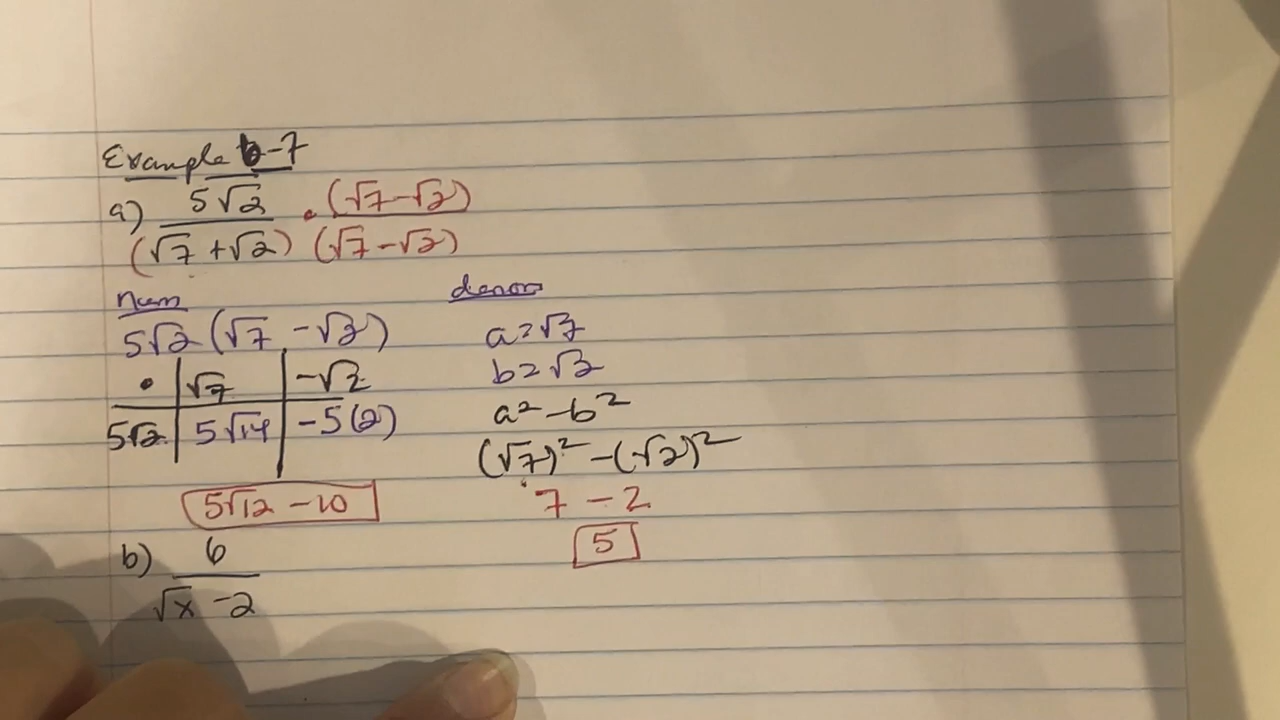 Example 6-7
a) 5√2 • (√7-√2)
(√7+√2) (√7-√2)
num
5√2(√7-√2)
• √7 -√2
5√2 5√14 -5(2)
5√12-10
denom
a=√7
b=√2
a²-b²
(√7)²-(√2)²
7-2
5
b) 6
√x-2